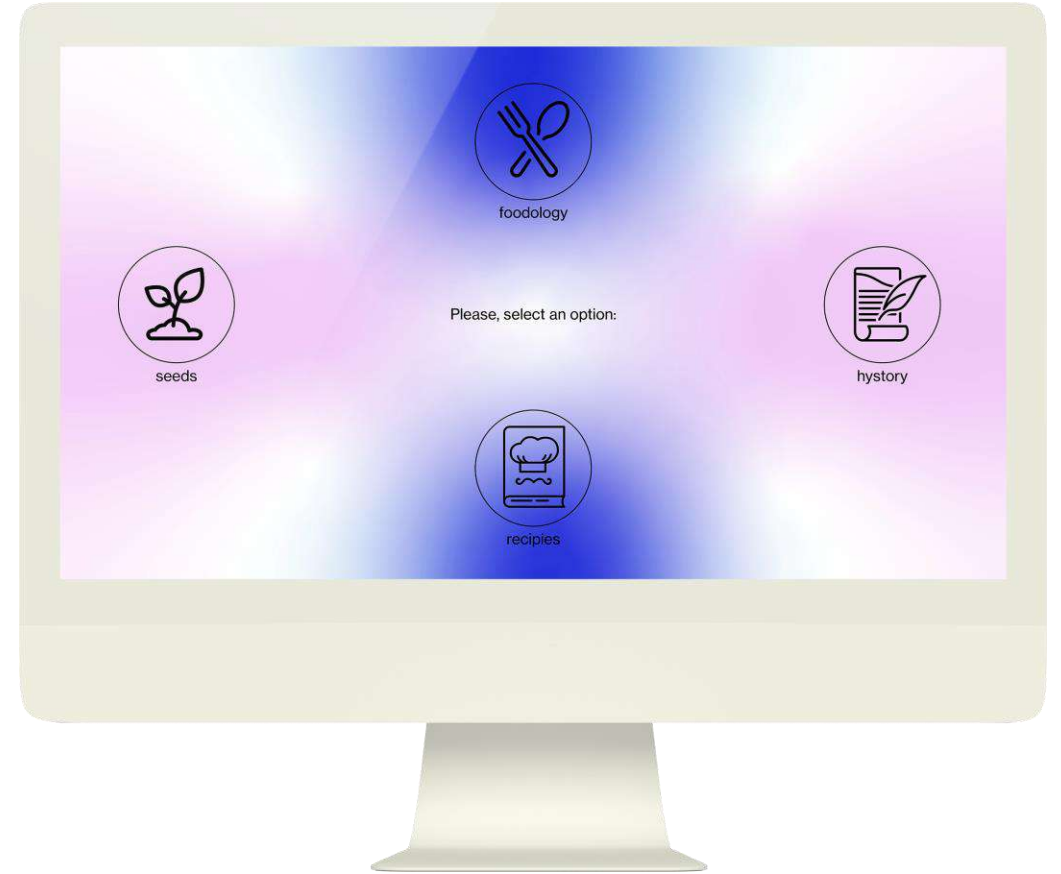 foodology
Please, select an option:
seeds
hystory
recipies